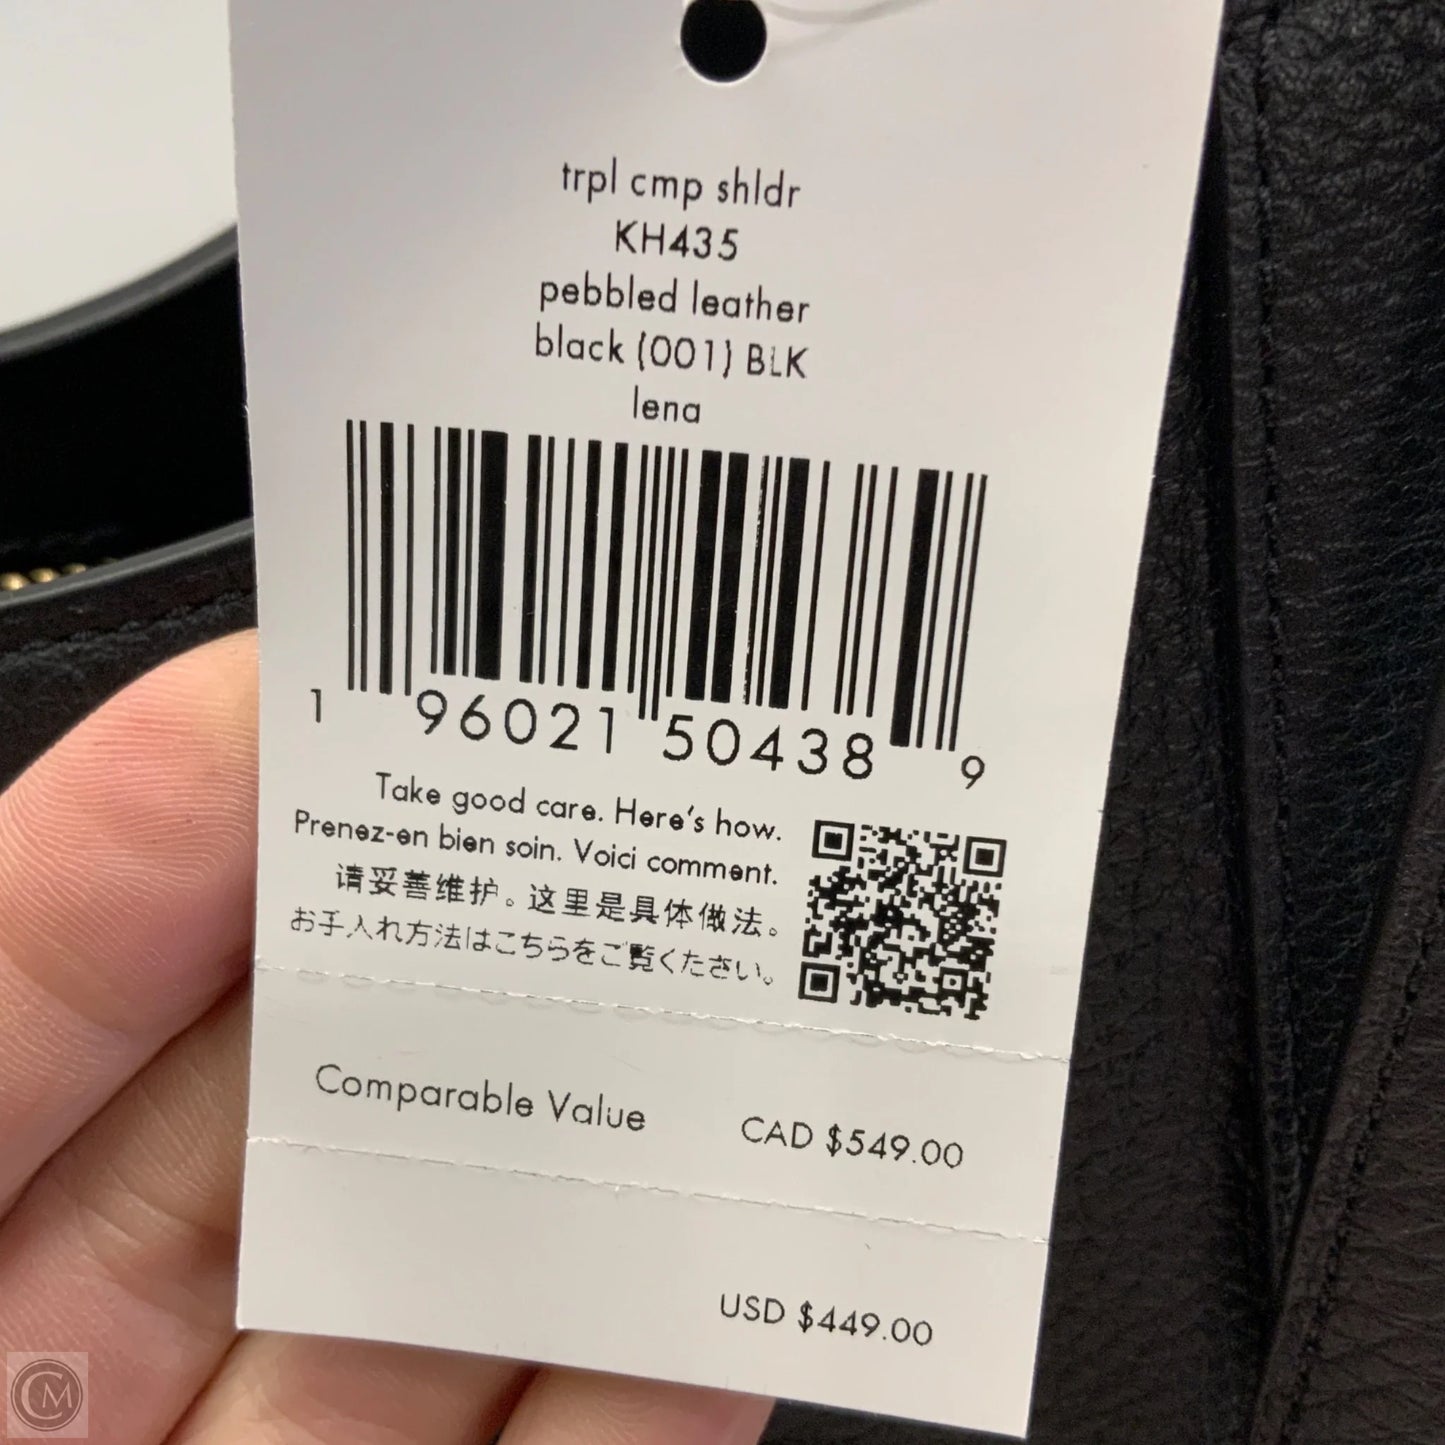 trpl cmp shldr
KH435
pebbled leather
black (001) BLK
lena
1 96021 50438 9
Take good care. Here's how.
Prenez-en bien soin. Voici comment.
请妥善维护。这里是具体做法。
お手入れ方法はこちらをご覧ください。
Comparable Value CAD $549.00
USD $449.00
CM